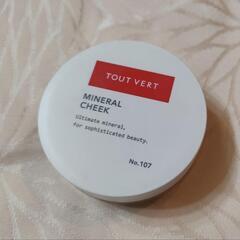 TOUT VERT
MINERAL
CHEEK
Ultimate mineral,
for sophisticated beauty.
No.107